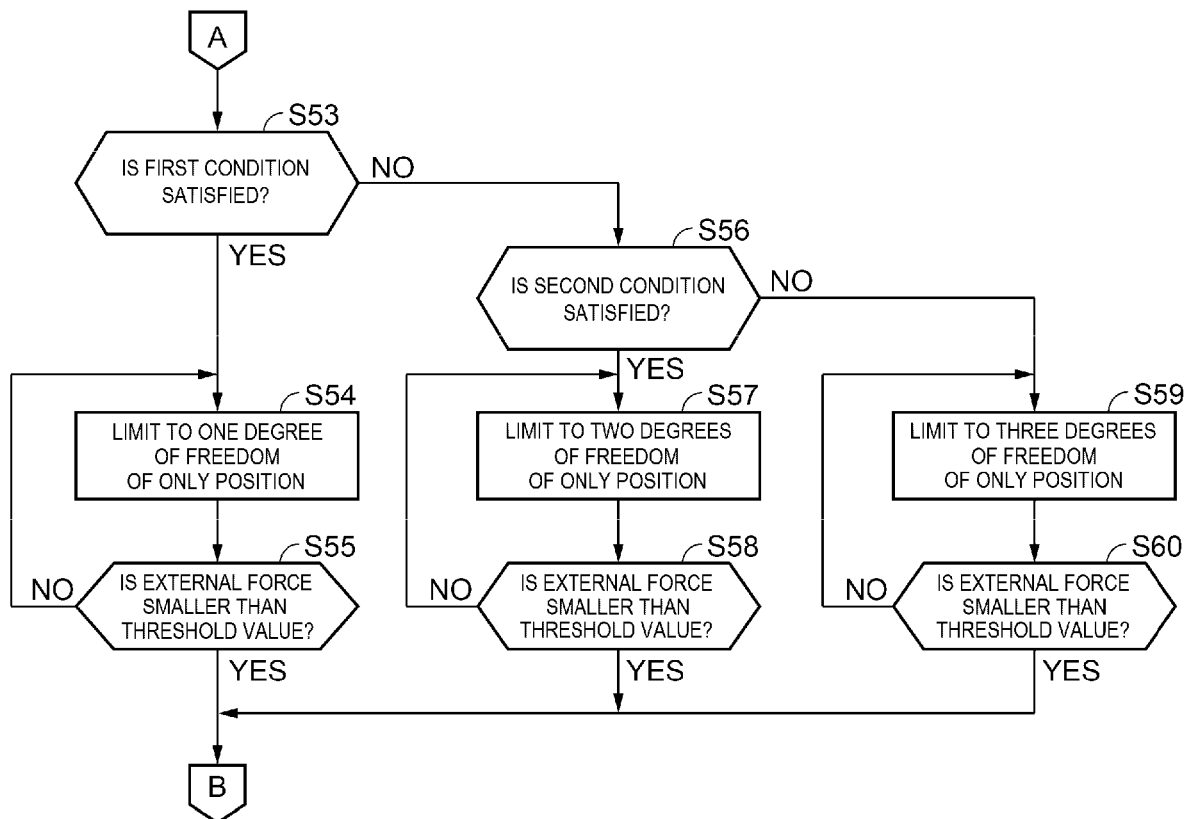 A
S53
IS FIRST CONDITION
SATISFIED?
NO
YES
S56
IS SECOND CONDITION
SATISFIED?
NO
YES
S54
LIMIT TO ONE DEGREE
OF FREEDOM
OF ONLY POSITION
S57
LIMIT TO TWO DEGREES
OF FREEDOM
OF ONLY POSITION
S59
LIMIT TO THREE DEGREES
OF FREEDOM
OF ONLY POSITION
S55
NO
IS EXTERNAL FORCE
SMALLER THAN
THRESHOLD VALUE?
YES
S58
NO
IS EXTERNAL FORCE
SMALLER THAN
THRESHOLD VALUE?
YES
S60
NO
IS EXTERNAL FORCE
SMALLER THAN
THRESHOLD VALUE?
YES
B